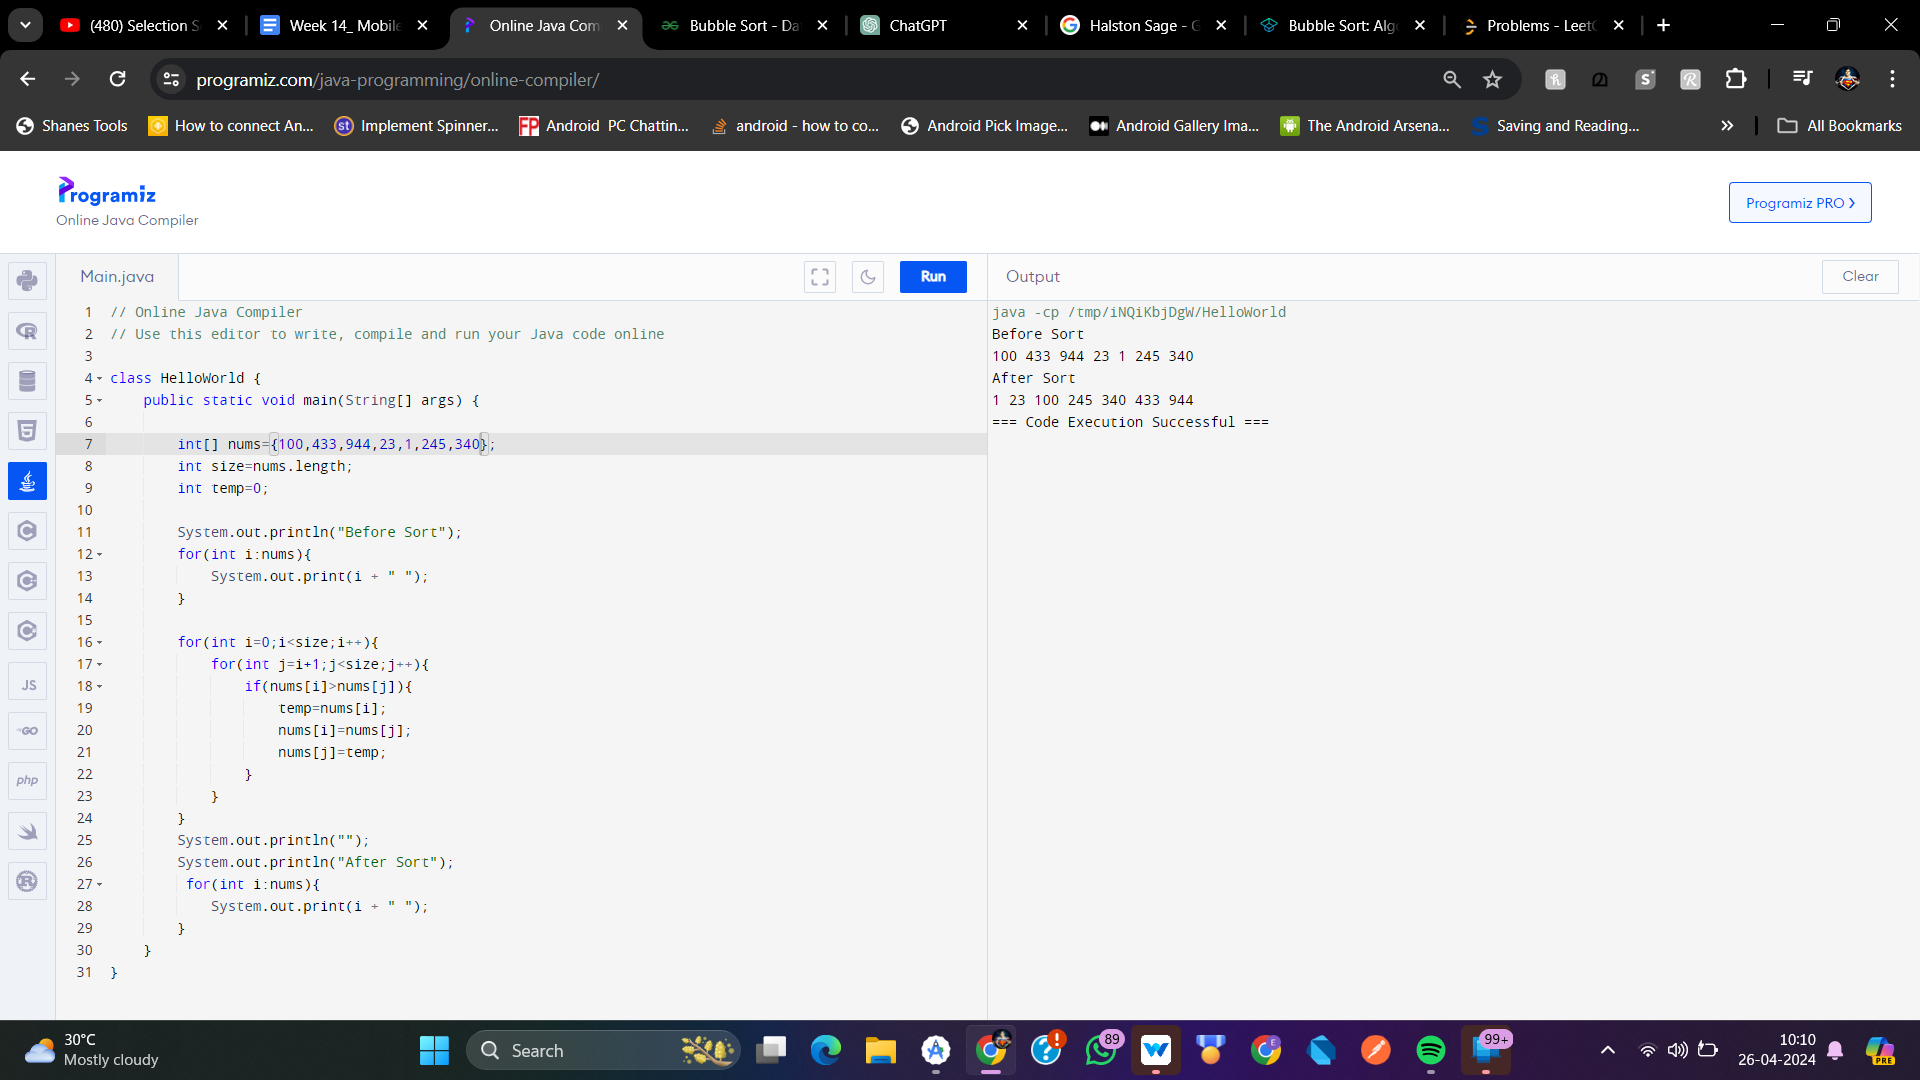 (480) Selection S
Week 14_ Mobile
Online Java Com
Bubble Sort - Da
ChatGPT
Halston Sage - G
Bubble Sort: Algo
Problems - LeetC
programiz.com/java-programming/online-compiler/
Shanes Tools
How to connect An...
Implement Spinner...
Android PC Chattin...
android - how to co...
Android Pick Image...
Android Gallery Ima...
The Android Arsena...
Saving and Reading...
All Bookmarks
Programiz
Online Java Compiler
Programiz PRO
Main.java
Run
Output
Clear
1 // Online Java Compiler
2 // Use this editor to write, compile and run your Java code online
3
4 class HelloWorld {
5     public static void main(String[] args) {
6
7         int[] nums={100,433,944,23,1,245,340};
8         int size=nums.length;
9         int temp=0;
10
11         System.out.println("Before Sort");
12         for(int i:nums){
13             System.out.print(i + " ");
14         }
15
16         for(int i=0;i<size;i++){
17             for(int j=i+1;j<size;j++){
18                 if(nums[i]>nums[j]){
19                     temp=nums[i];
20                     nums[i]=nums[j];
21                     nums[j]=temp;
22                 }
23             }
24         }
25         System.out.println("");
26         System.out.println("After Sort");
27          for(int i:nums){
28             System.out.print(i + " ");
29         }
30     }
31 }
java -cp /tmp/iNQiKbjDgW/HelloWorld
Before Sort
100 433 944 23 1 245 340
After Sort
1 23 100 245 340 433 944
=== Code Execution Successful ===
JS
GO
php
30°C
Mostly cloudy
Search
89
99+
10:10
26-04-2024
PRE